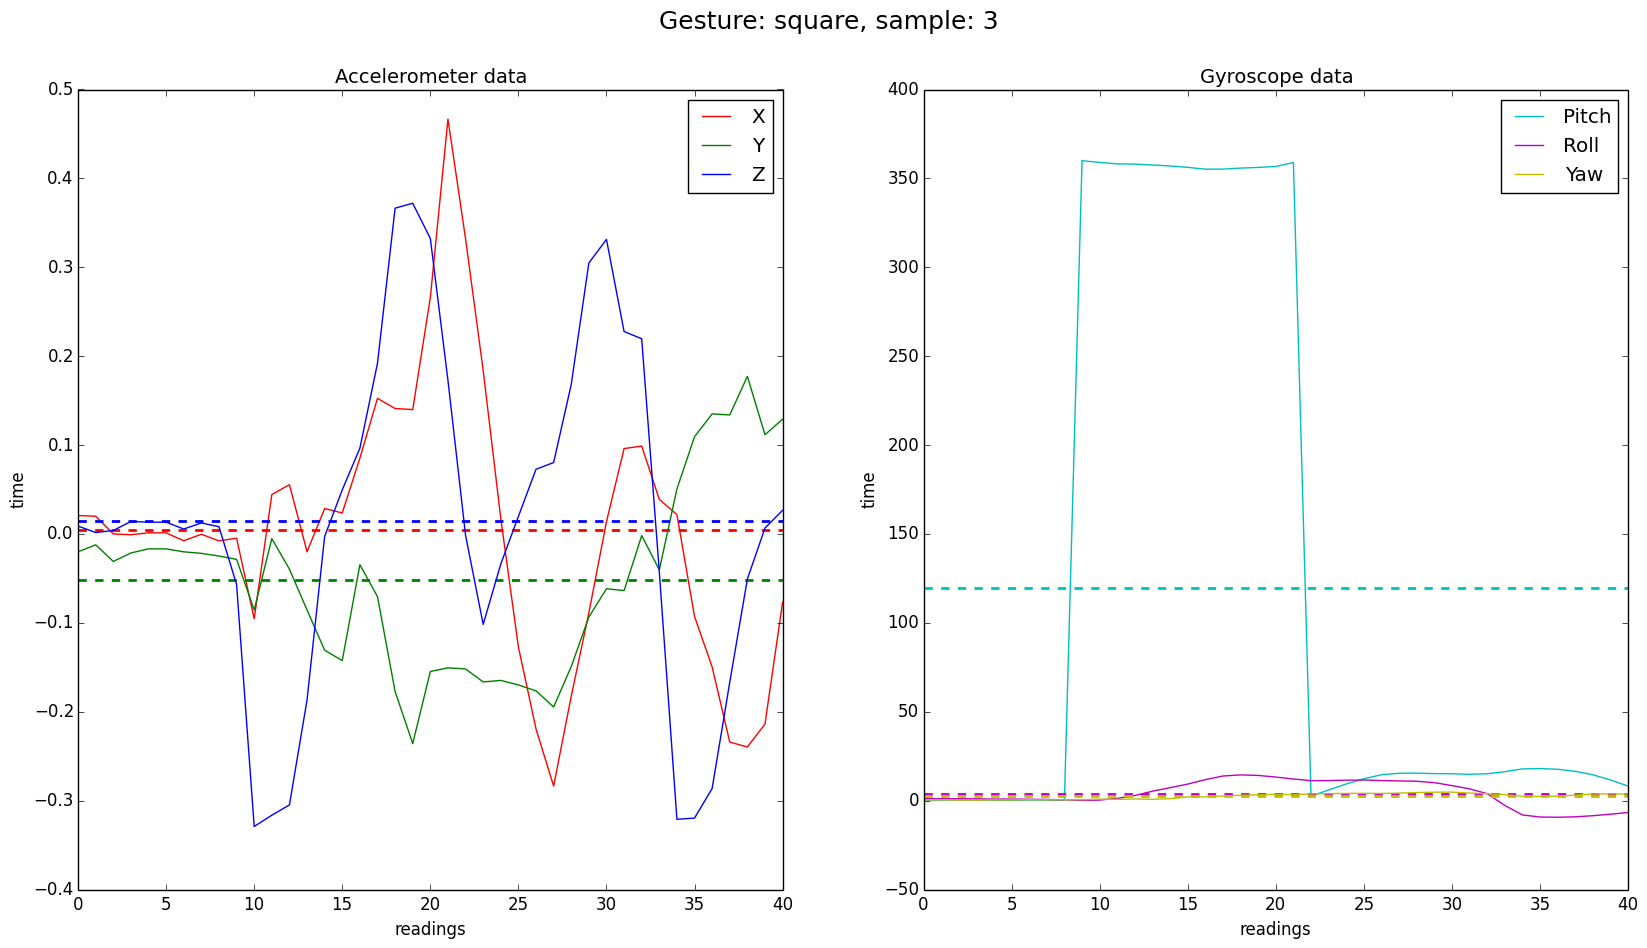 Gesture: square, sample: 3
Accelerometer data
0.5
0.4
0.3
0.2
0.1
0.0
−0.1
−0.2
−0.3
−0.4
time
X
Y
Z
0 5 10 15 20 25 30 35 40
readings
Gyroscope data
400
350
300
250
200
150
100
50
0
−50
time
Pitch
Roll
Yaw
0 5 10 15 20 25 30 35 40
readings